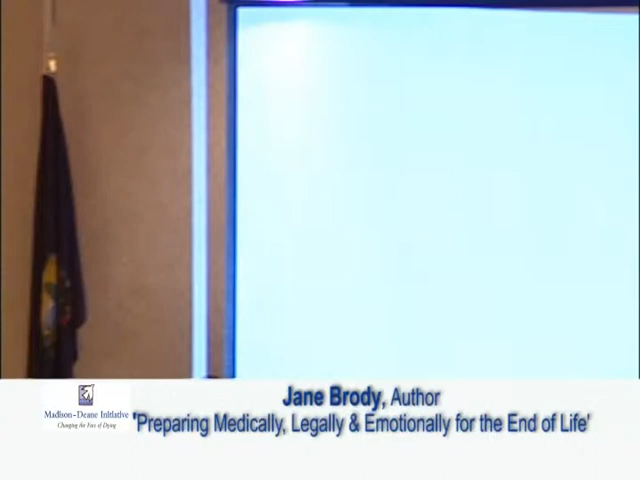 Jane Brody, Author
'Preparing Medically, Legally & Emotionally for the End of Life'
Madison-Deane Initiative
Changing the Face of Dying